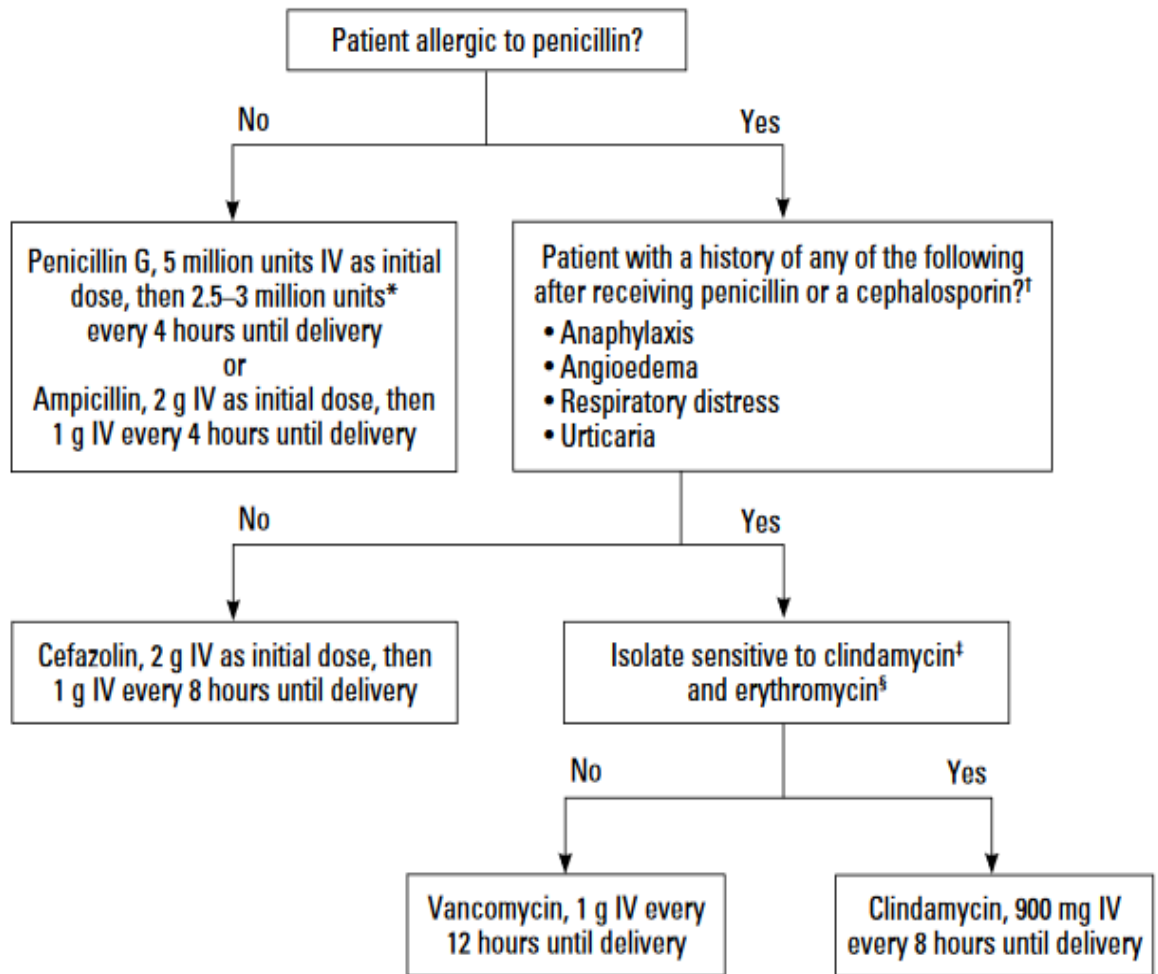 Patient allergic to penicillin?
No
Yes
Penicillin G, 5 million units IV as initial
dose, then 2.5–3 million units*
every 4 hours until delivery
or
Ampicillin, 2 g IV as initial dose, then
1 g IV every 4 hours until delivery
Patient with a history of any of the following
after receiving penicillin or a cephalosporin?†
• Anaphylaxis
• Angioedema
• Respiratory distress
• Urticaria
No
Yes
Cefazolin, 2 g IV as initial dose, then
1 g IV every 8 hours until delivery
Isolate sensitive to clindamycin‡
and erythromycin§
No
Yes
Vancomycin, 1 g IV every
12 hours until delivery
Clindamycin, 900 mg IV
every 8 hours until delivery